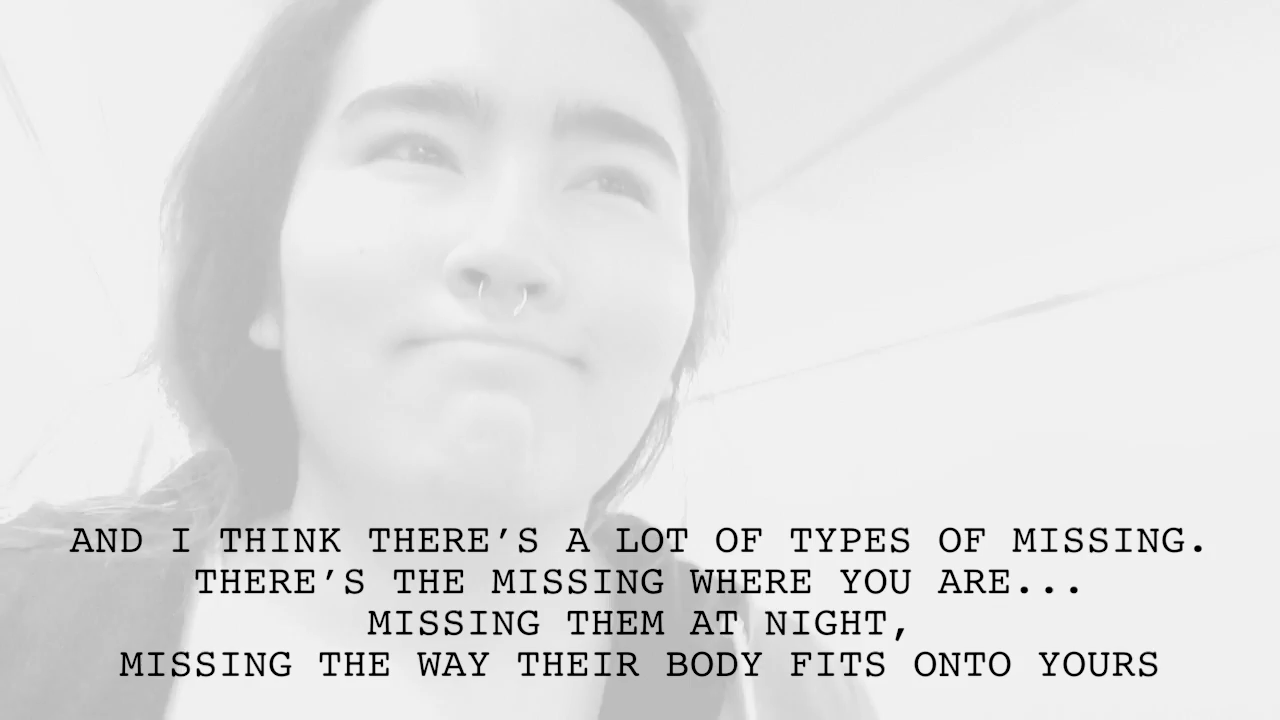 AND I THINK THERE’S A LOT OF TYPES OF MISSING.
THERE’S THE MISSING WHERE YOU ARE...
MISSING THEM AT NIGHT,
MISSING THE WAY THEIR BODY FITS ONTO YOURS